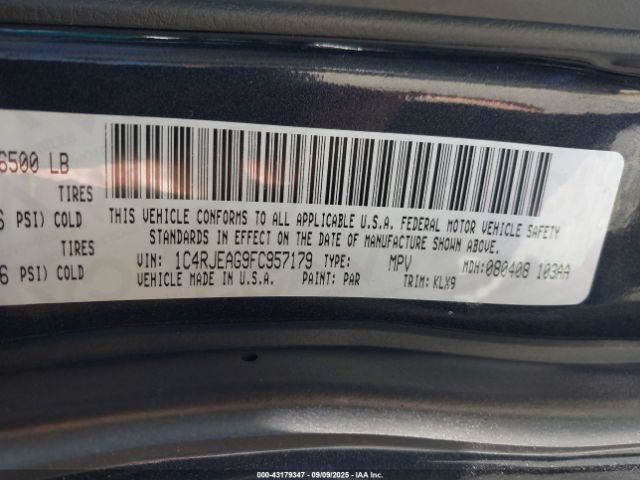 6500 LB
TIRES
PSI) COLD
TIRES
PSI) COLD
THIS VEHICLE CONFORMS TO ALL APPLICABLE U.S.A. FEDERAL MOTOR VEHICLE SAFETY
STANDARDS IN EFFECT ON THE DATE OF MANUFACTURE SHOWN ABOVE.
VIN: 1C4RJEAG9FC957179 TYPE: MPV MDH:080408 103AA
VEHICLE MADE IN U.S.A. PAINT: PAR TRIM: KLX9
000-43179347 - 09/09/2025 - IAA Inc.